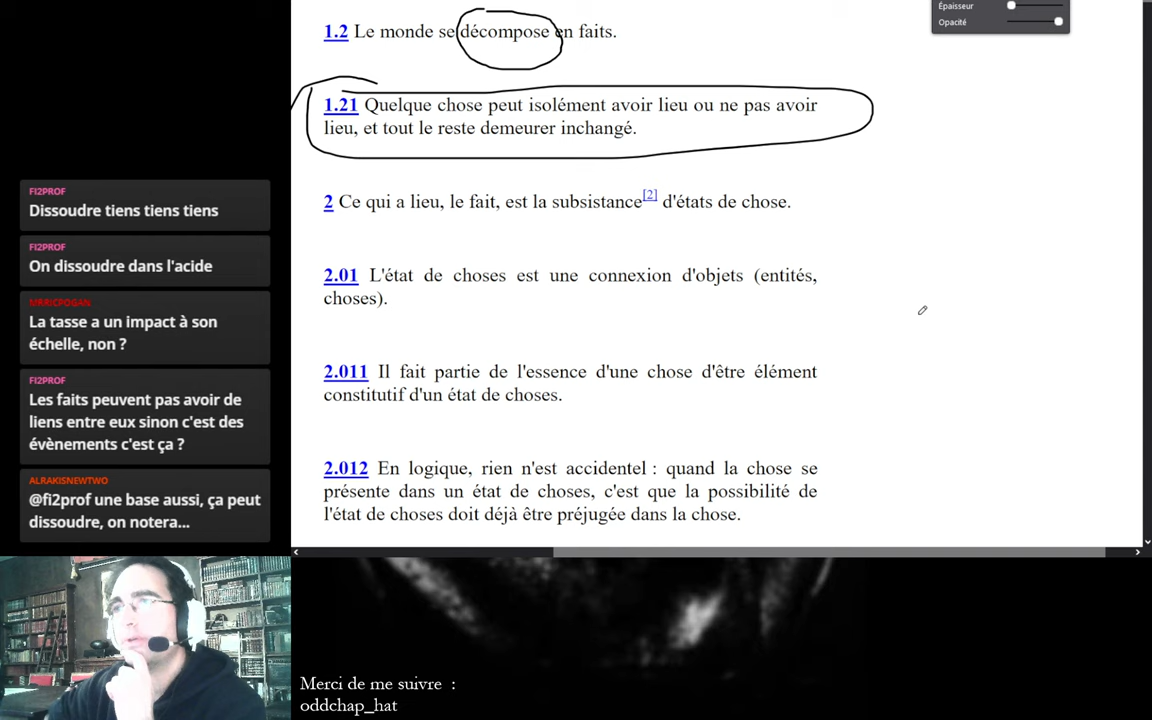 Épaisseur
Opacité
1.2 Le monde se décompose en faits.
1.21 Quelque chose peut isolément avoir lieu ou ne pas avoir
lieu, et tout le reste demeurer inchangé.
2 Ce qui a lieu, le fait, est la subsistance[2] d'états de chose.
2.01 L'état de choses est une connexion d'objets (entités,
choses).
2.011 Il fait partie de l'essence d'une chose d'être élément
constitutif d'un état de choses.
2.012 En logique, rien n'est accidentel : quand la chose se
présente dans un état de choses, c'est que la possibilité de
l'état de choses doit déjà être préjugée dans la chose.
FI2PROF
Dissoudre tiens tiens tiens
FI2PROF
On dissoudre dans l'acide
MRRICPOGAN
La tasse a un impact à son
échelle, non ?
FI2PROF
Les faits peuvent pas avoir de
liens entre eux sinon c'est des
évènements c'est ça ?
ALRAKISNEWTWO
@fi2prof une base aussi, ça peut
dissoudre, on notera...
Merci de me suivre :
oddchap_hat